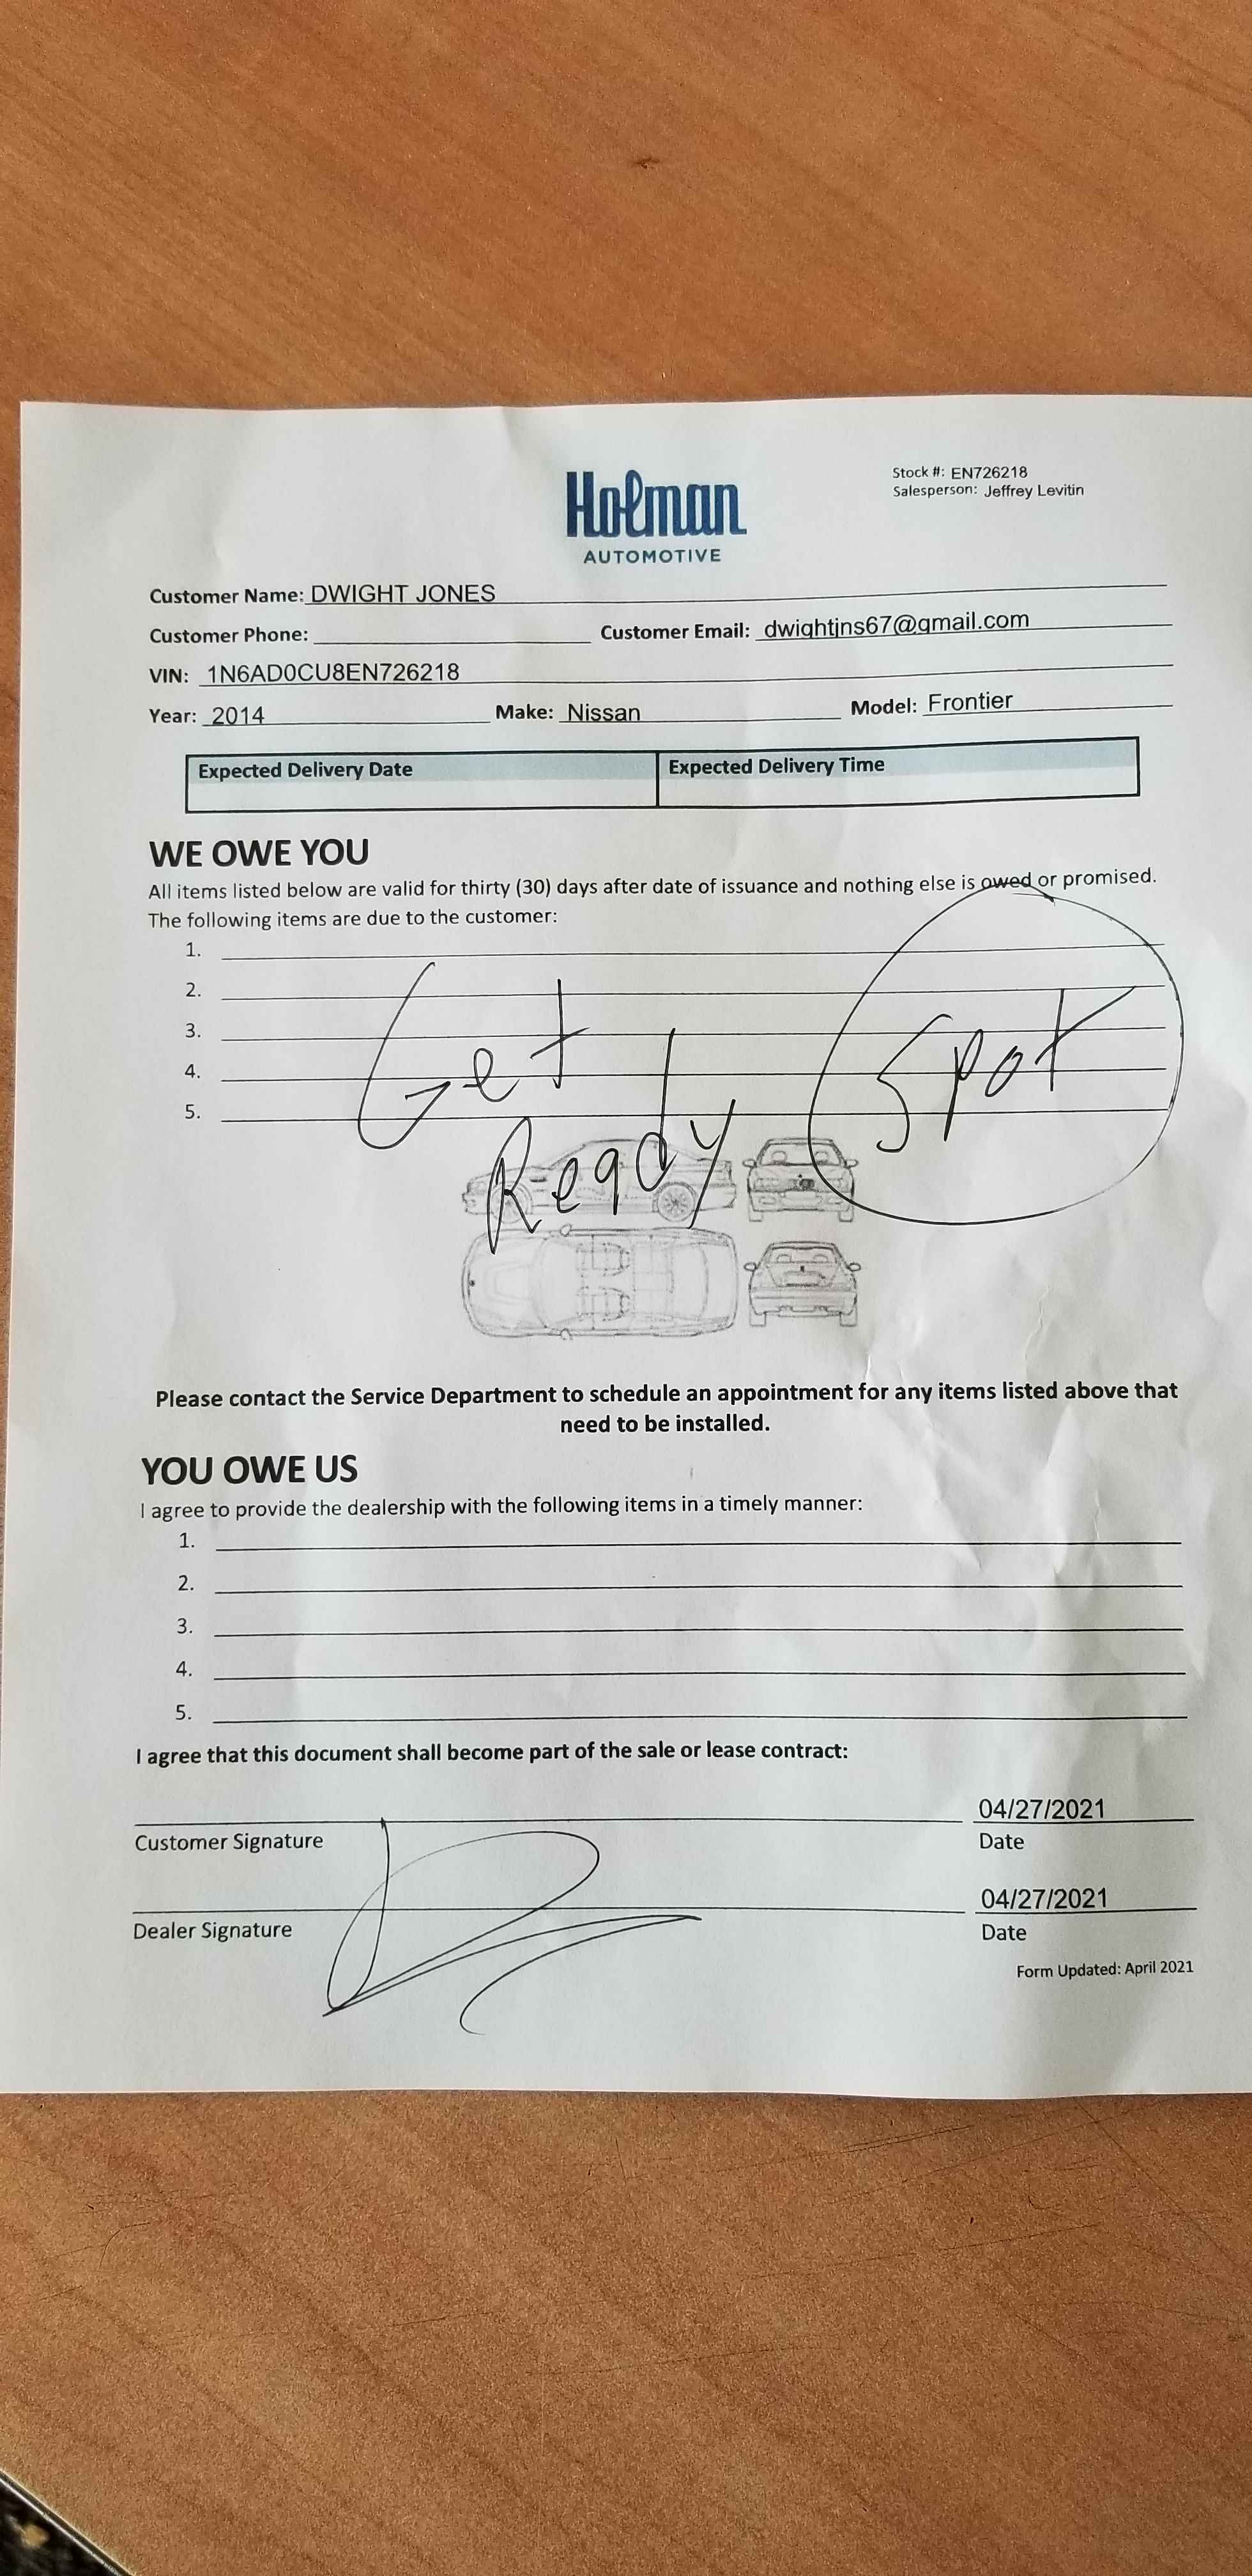 Holman
AUTOMOTIVE
Stock #: EN726218
Salesperson: Jeffrey Levitin
Customer Name: DWIGHT JONES
Customer Phone: Customer Email: dwightjns67@gmail.com
VIN: 1N6AD0CU8EN726218
Year: 2014 Make: Nissan Model: Frontier
Expected Delivery Date Expected Delivery Time
WE OWE YOU
All items listed below are valid for thirty (30) days after date of issuance and nothing else is owed or promised.
The following items are due to the customer:
1.
2.
3.
4.
5.
Get
Ready
Spot
Please contact the Service Department to schedule an appointment for any items listed above that
need to be installed.
YOU OWE US
I agree to provide the dealership with the following items in a timely manner:
1.
2.
3.
4.
5.
I agree that this document shall become part of the sale or lease contract:
04/27/2021
Customer Signature Date
04/27/2021
Dealer Signature Date
Form Updated: April 2021